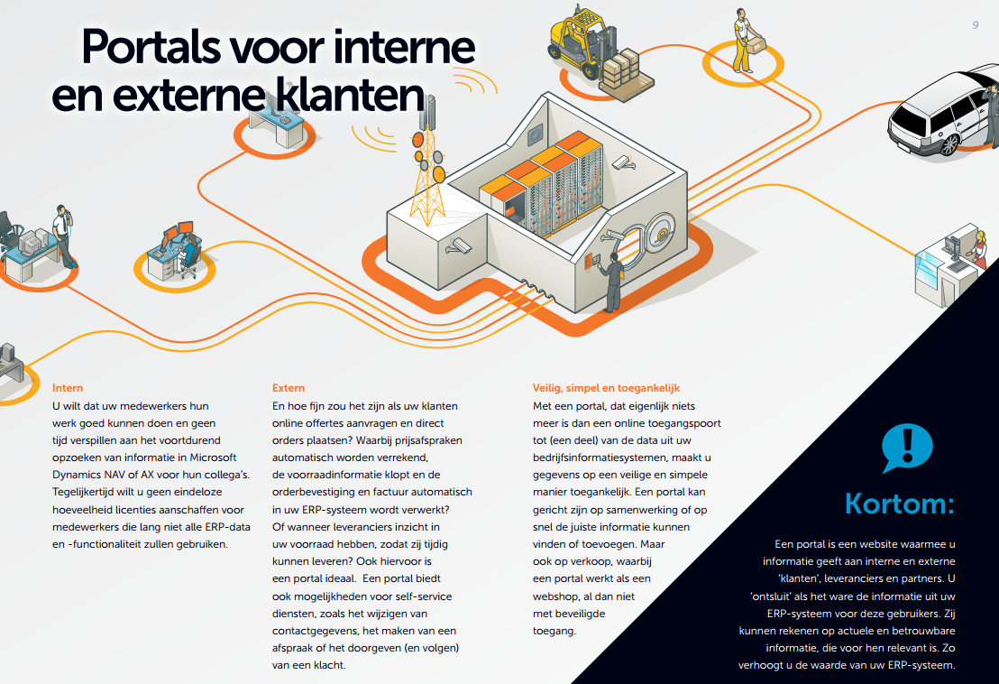 9
Portals voor interne
en externe klanten
Intern
U wilt dat uw medewerkers hun
werk goed kunnen doen en geen
tijd verspillen aan het voortdurend
opzoeken van informatie in Microsoft
Dynamics NAV of AX voor hun collega's.
Tegelijkertijd wilt u geen eindeloze
hoeveelheid licenties aanschaffen voor
medewerkers die lang niet alle ERP-data
en -functionaliteit zullen gebruiken.
Extern
En hoe fijn zou het zijn als uw klanten
online offertes aanvragen en direct
orders plaatsen? Waarbij prijsafspraken
automatisch worden verrekend,
de voorraadinformatie klopt en de
orderbevestiging en factuur automatisch
in uw ERP-systeem wordt verwerkt?
Of wanneer leveranciers inzicht in
uw voorraad hebben, zodat zij tijdig
kunnen leveren? Ook hiervoor is
een portal ideaal.  Een portal biedt
ook mogelijkheden voor self-service
diensten, zoals het wijzigen van
contactgegevens, het maken van een
afspraak of het doorgeven (en volgen)
van een klacht.
Veilig, simpel en toegankelijk
Met een portal, dat eigenlijk niets
meer is dan een online toegangspoort
tot (een deel) van de data uit uw
bedrijfsinformatiesystemen, maakt u
gegevens op een veilige en simpele
manier toegankelijk. Een portal kan
gericht zijn op samenwerking of op
snel de juiste informatie kunnen
vinden of toevoegen. Maar
ook op verkoop, waarbij
een portal werkt als een
webshop, al dan niet
met beveiligde
toegang.
!
Kortom:
Een portal is een website waarmee u
informatie geeft aan interne en externe
'klanten', leveranciers en partners. U
'ontsluit' als het ware de informatie uit uw
ERP-systeem voor deze gebruikers. Zij
kunnen rekenen op actuele en betrouwbare
informatie, die voor hen relevant is. Zo
verhoogt u de waarde van uw ERP-systeem.